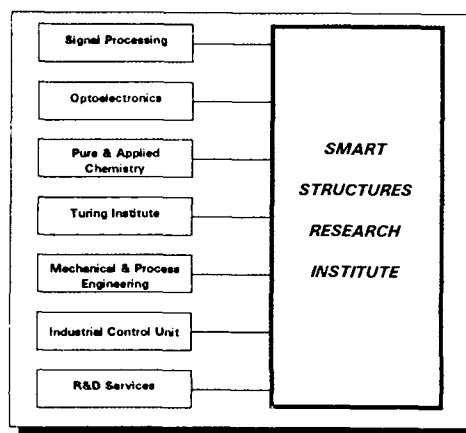 Signal Processing
Optoelectronics
Pure & Applied
Chemistry
Turing Institute
Mechanical & Process
Engineering
Industrial Control Unit
R&D Services
SMART
STRUCTURES
RESEARCH
INSTITUTE